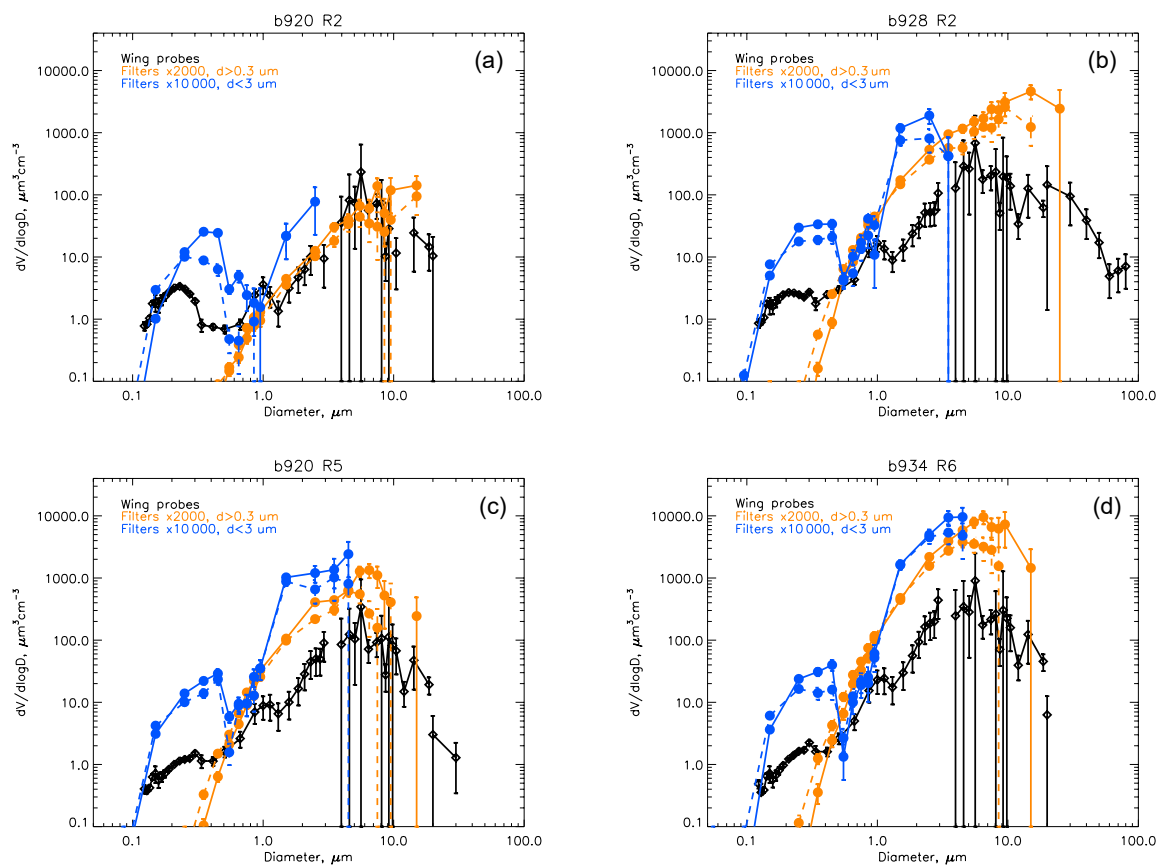 b920 R2
(a)
Wing probes
Filters x2000, d>0.3 um
Filters x10 000, d<3 um
dV/dlogD, μm³cm⁻³
10000.0
1000.0
100.0
10.0
1.0
0.1
0.1 1.0 10.0 100.0
Diameter, μm
b928 R2
(b)
Wing probes
Filters x2000, d>0.3 um
Filters x10 000, d<3 um
dV/dlogD, μm³cm⁻³
10000.0
1000.0
100.0
10.0
1.0
0.1
0.1 1.0 10.0 100.0
Diameter, μm
b920 R5
(c)
Wing probes
Filters x2000, d>0.3 um
Filters x10 000, d<3 um
dV/dlogD, μm³cm⁻³
10000.0
1000.0
100.0
10.0
1.0
0.1
0.1 1.0 10.0 100.0
Diameter, μm
b934 R6
(d)
Wing probes
Filters x2000, d>0.3 um
Filters x10 000, d<3 um
dV/dlogD, μm³cm⁻³
10000.0
1000.0
100.0
10.0
1.0
0.1
0.1 1.0 10.0 100.0
Diameter, μm